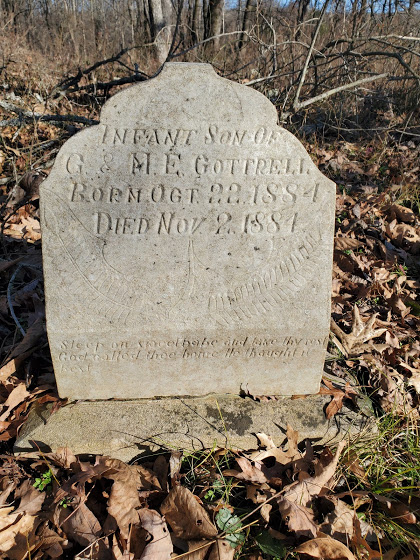 INFANT SON OF
G. & M. E. GOTTRELL
BORN OCT. 22. 1884
DIED NOV. 2. 1884
Sleep on sweet babe and take thy rest
God called thee home He thought it
best